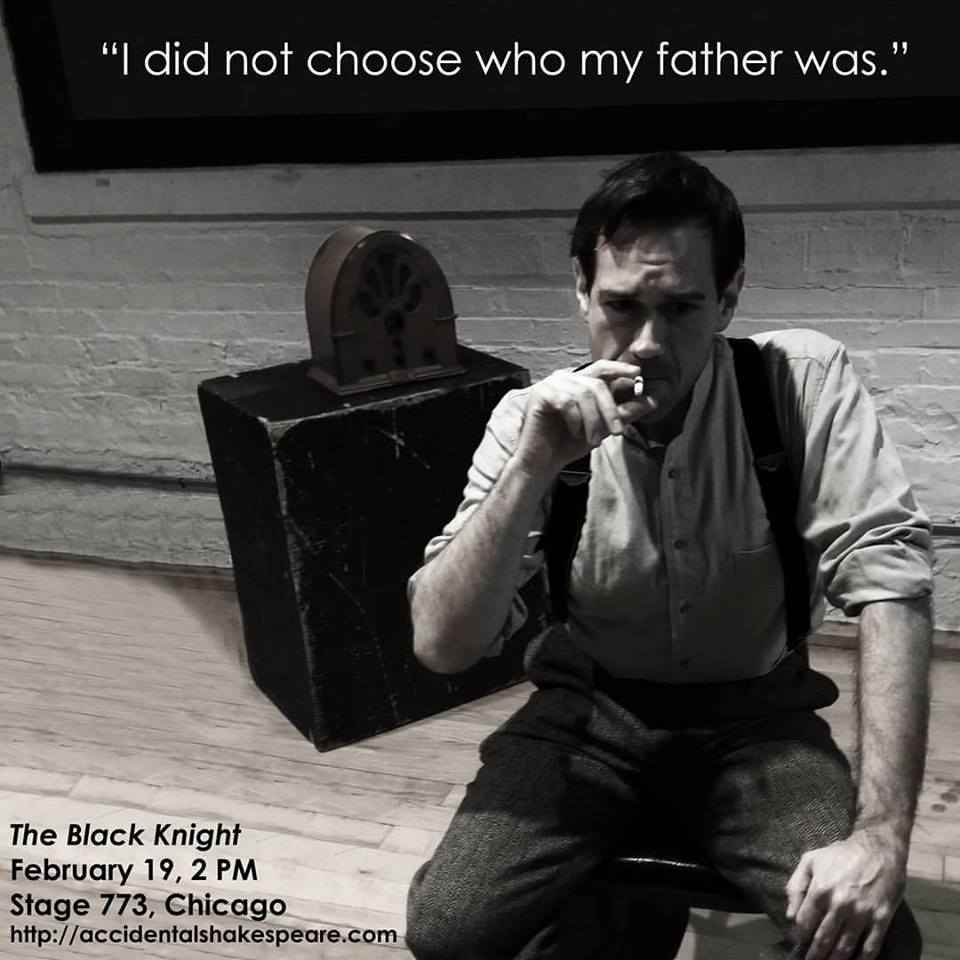 “I did not choose who my father was.”
The Black Knight
February 19, 2 PM
Stage 773, Chicago
http://accidentalshakespeare.com